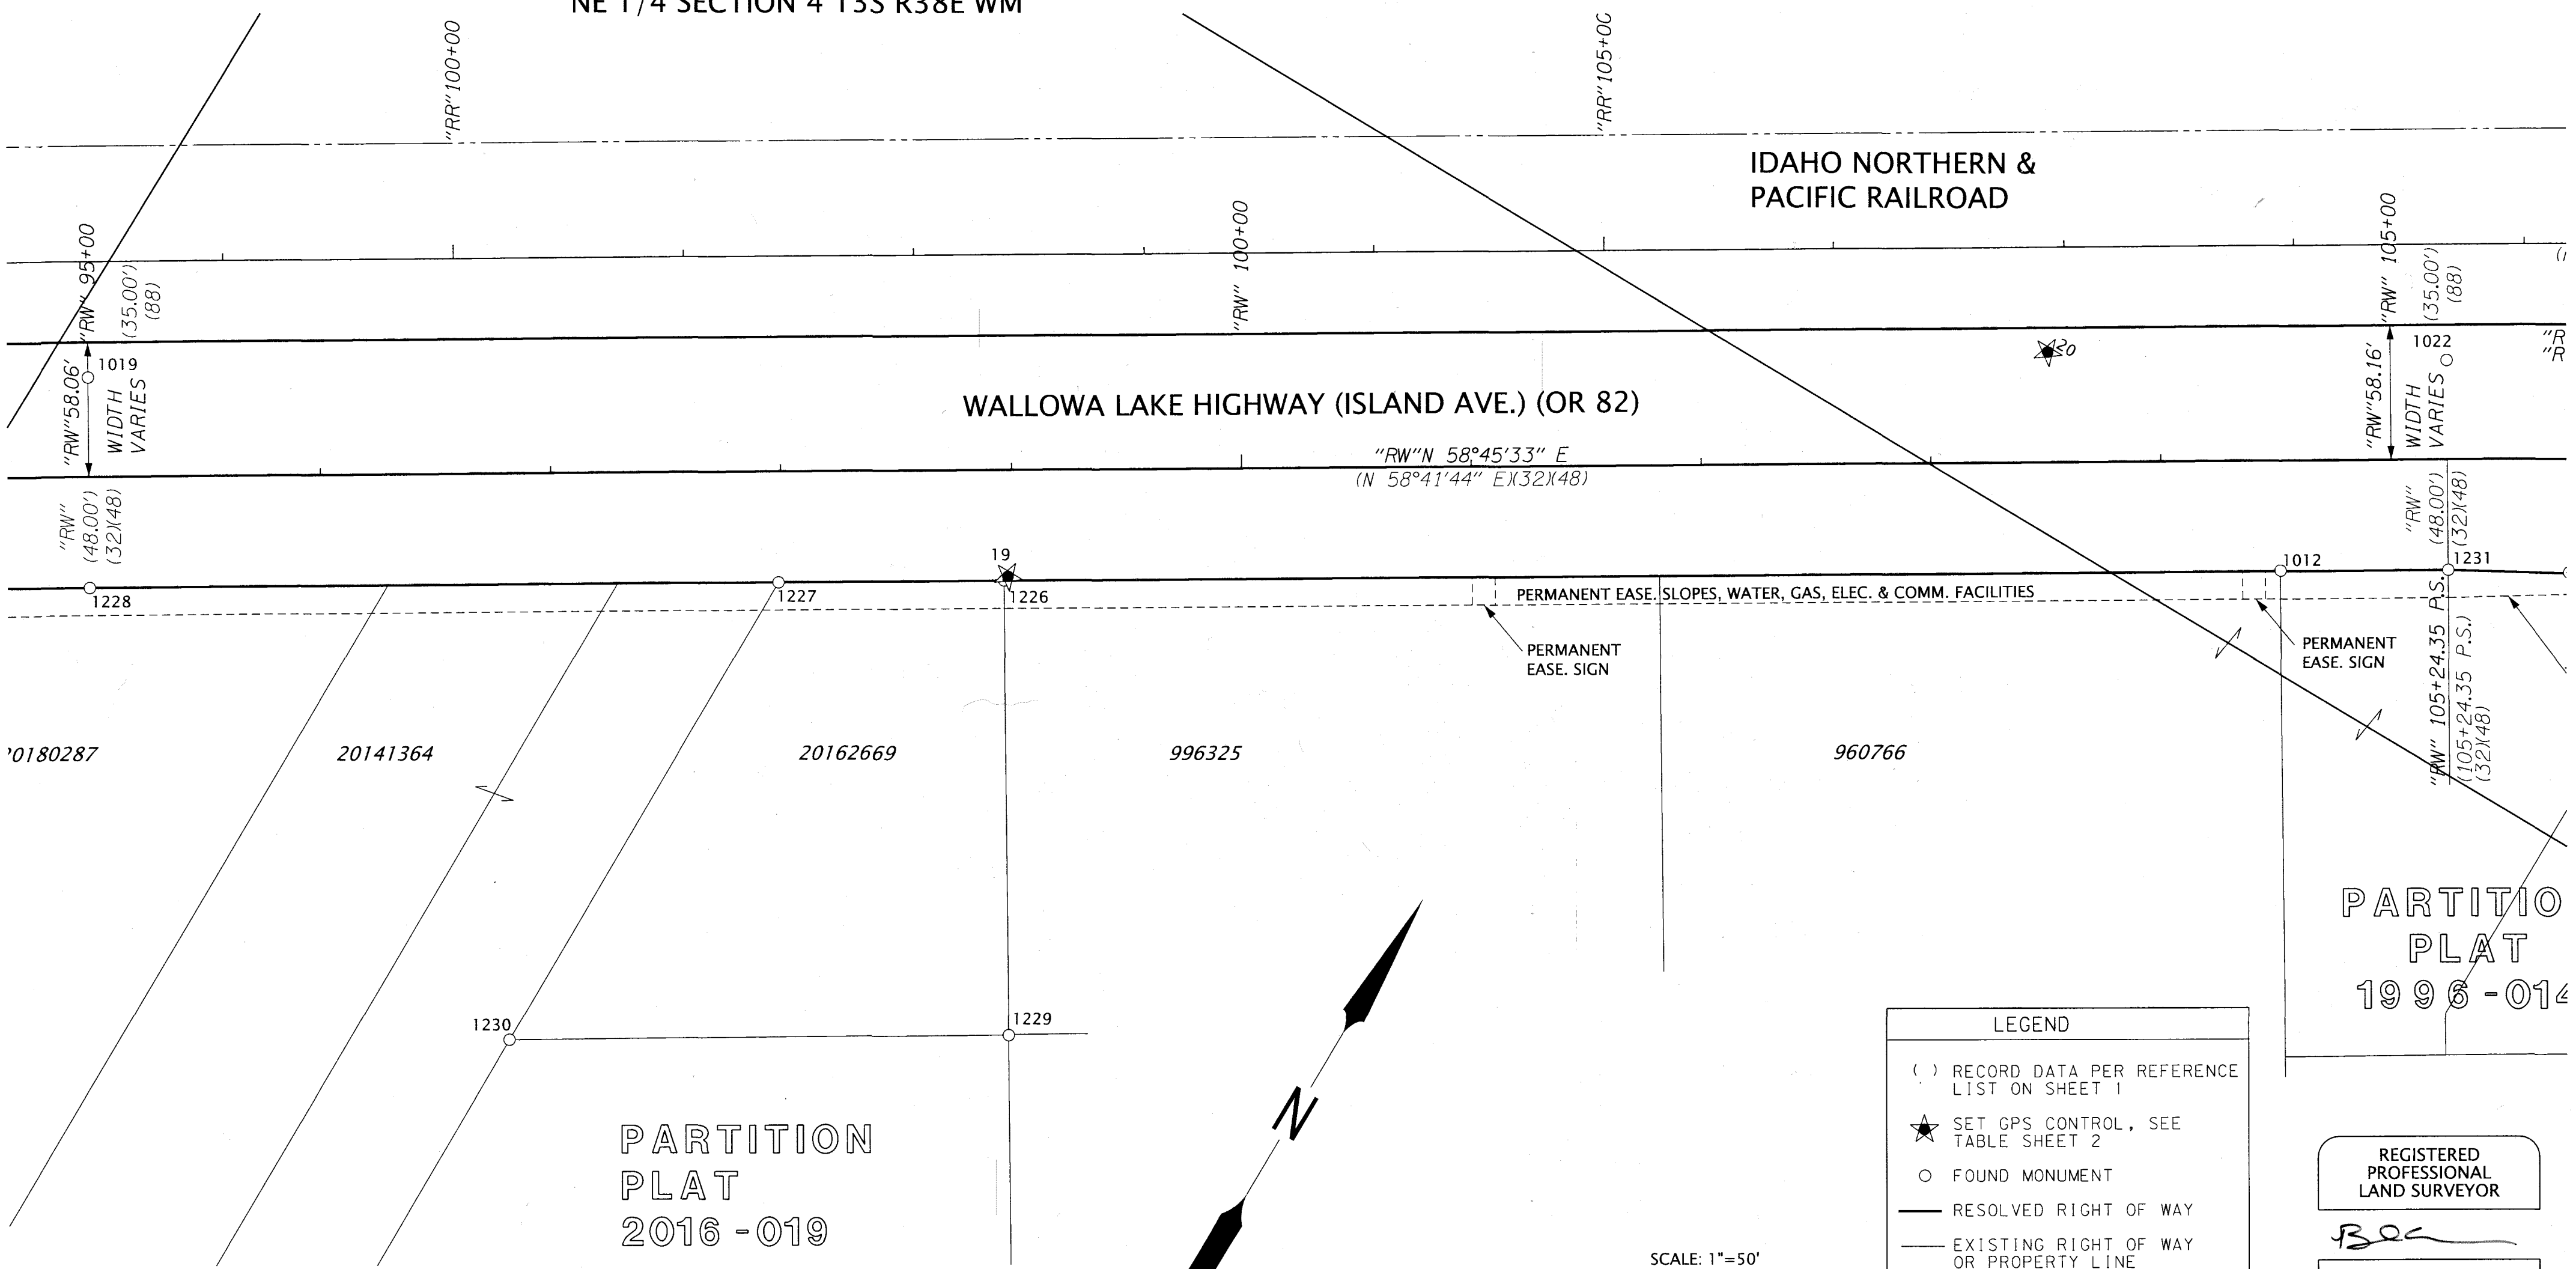 NE 1/4 SECTION 4 T3S R38E WM
"RR"100+00
"RR"105+00
IDAHO NORTHERN &
PACIFIC RAILROAD
"RW" 95+00
(35.00')
(88)
"RW" 100+00
"RW" 105+00
(35.00')
(88)
1019
"RW"58.06'
WIDTH
VARIES
20
1022
"RW"58.16'
WIDTH
VARIES
"R
"R
WALLOWA LAKE HIGHWAY (ISLAND AVE.) (OR 82)
"RW"N 58°45'33" E
(N 58°41'44" E)(32)(48)
"RW"
(48.00')
(32)(48)
"RW"
(48.00')
(32)(48)
1228
1227
19
1226
PERMANENT EASE. SLOPES, WATER, GAS, ELEC. & COMM. FACILITIES
1012
1231
PERMANENT
EASE. SIGN
PERMANENT
EASE. SIGN
"RW" 105+24.35 P.S.
(105+24.35 P.S.)
(32)(48)
20180287
20141364
20162669
996325
960766
1230
1229
N
PARTITION
PLAT
2016-019
PARTITIO
PLAT
1996-014
LEGEND
( ) RECORD DATA PER REFERENCE
LIST ON SHEET 1
SET GPS CONTROL, SEE
TABLE SHEET 2
FOUND MONUMENT
RESOLVED RIGHT OF WAY
EXISTING RIGHT OF WAY
OR PROPERTY LINE
SCALE: 1"=50'
REGISTERED
PROFESSIONAL
LAND SURVEYOR